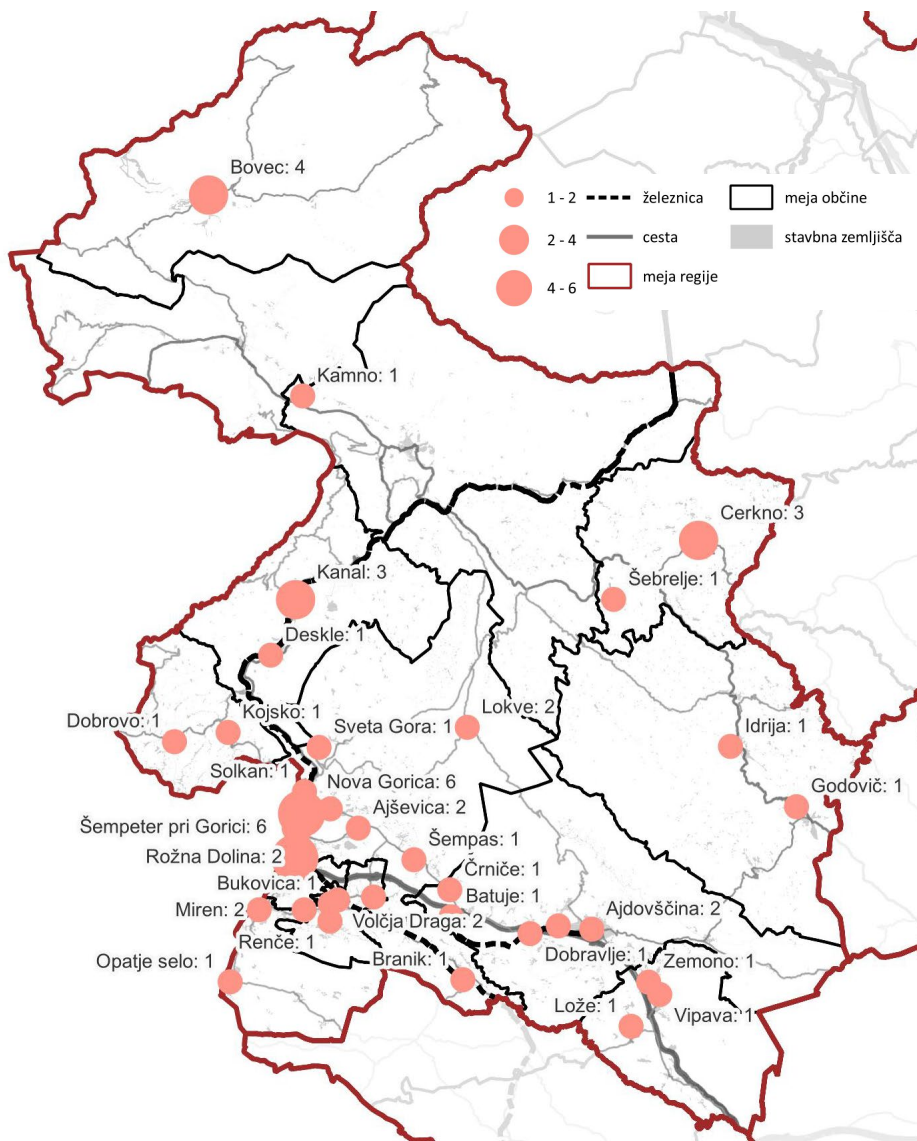 Bovec: 4
1 - 2
železnica
meja občine
2 - 4
cesta
stavbna zemljišča
4 - 6
meja regije
Kamno: 1
Cerkno: 3
Kanal: 3
Šebrelje: 1
Deskle: 1
Kojsko: 1
Lokve: 2
Dobrovo: 1
Sveta Gora: 1
Idrija: 1
Solkan: 1
Nova Gorica: 6
Godovič: 1
Ajševica: 2
Šempeter pri Gorici: 6
Šempas: 1
Rožna Dolina: 2
Črniče: 1
Bukovica: 1
Batuje: 1
Miren: 2
Volčja Draga: 2
Ajdovščina: 2
Renče: 1
Dobravlje: 1
Opatje selo: 1
Branik: 1
Zemono: 1
Lože: 1
Vipava: 1